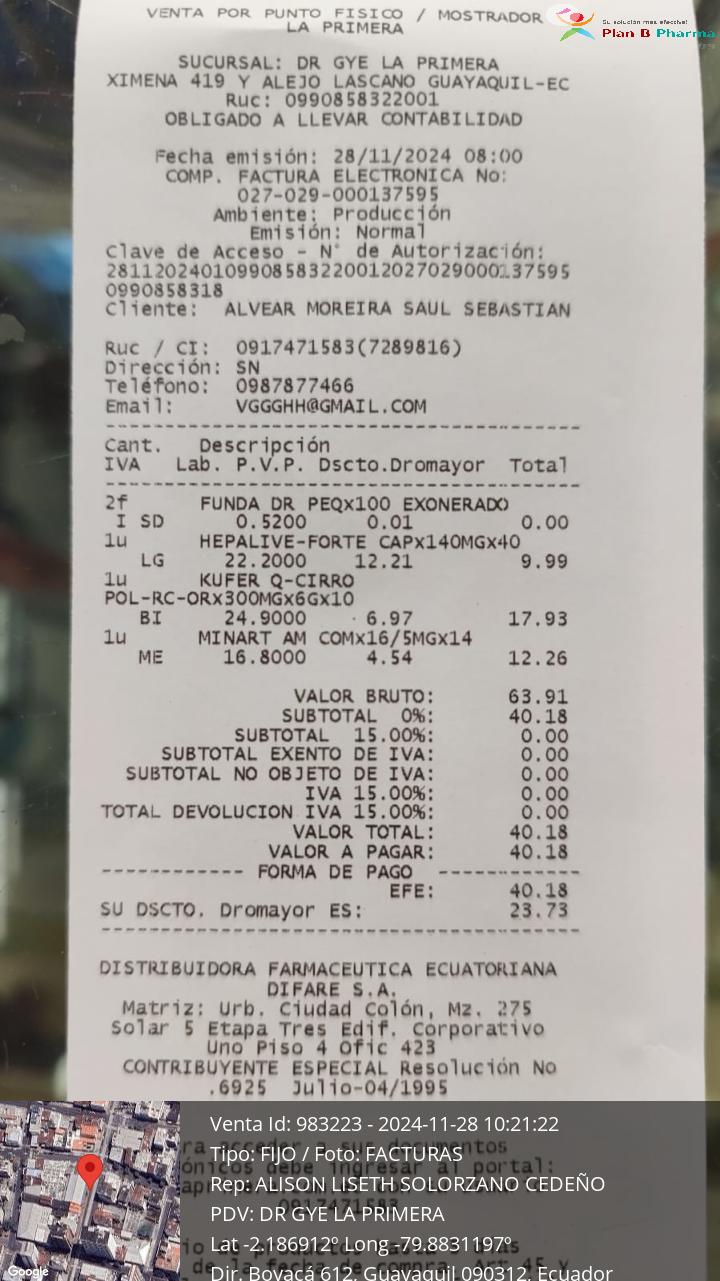 VENTA POR PUNTO FISICO / MOSTRADOR
LA PRIMERA
Su solución más efectiva!
Plan B Pharma
SUCURSAL: DR GYE LA PRIMERA
XIMENA 419 Y ALEJO LASCANO GUAYAQUIL-EC
Ruc: 0990858322001
OBLIGADO A LLEVAR CONTABILIDAD
Fecha emisión: 28/11/2024 08:00
COMP. FACTURA ELECTRONICA No:
027-029-000137595
Ambiente: Producción
Emisión: Normal
Clave de Acceso - N° de Autorización:
281120240109908583220012027029000137595
0990858318
Cliente: ALVEAR MOREIRA SAUL SEBASTIAN
Ruc / CI: 0917471583(7289816)
Dirección: SN
Teléfono: 0987877466
Email: VGGGHH@GMAIL.COM
Cant. Descripción
IVA Lab. P.V.P. Dscto.Dromayor Total
2f FUNDA DR PEQx100 EXONERADO
I SD 0.5200 0.01 0.00
1u HEPALIVE-FORTE CAPx140MGx40
LG 22.2000 12.21 9.99
1u KUFER Q-CIRRO
POL-RC-ORx300MGx6Gx10
BI 24.9000 6.97 17.93
1u MINART AM COMx16/5MGx14
ME 16.8000 4.54 12.26
VALOR BRUTO: 63.91
SUBTOTAL 0%: 40.18
SUBTOTAL 15.00%: 0.00
SUBTOTAL EXENTO DE IVA: 0.00
SUBTOTAL NO OBJETO DE IVA: 0.00
IVA 15.00%: 0.00
TOTAL DEVOLUCION IVA 15.00%: 0.00
VALOR TOTAL: 40.18
VALOR A PAGAR: 40.18
------------ FORMA DE PAGO ------------
EFE: 40.18
SU DSCTO. Dromayor ES: 23.73
DISTRIBUIDORA FARMACEUTICA ECUATORIANA
DIFARE S.A.
Matriz: Urb. Ciudad Colón, Mz. 275
Solar 5 Etapa Tres Edif. Corporativo
Uno Piso 4 Ofic 423
CONTRIBUYENTE ESPECIAL Resolución No
.6925 Julio-04/1995
Venta Id: 983223 - 2024-11-28 10:21:22
Tipo: FIJO / Foto: FACTURAS
Rep: ALISON LISETH SOLORZANO CEDEÑO
PDV: DR GYE LA PRIMERA
Lat -2.186912º Long -79.8831197º
Dir. Boyacá 612, Guayaquil 090312, Ecuador
Google